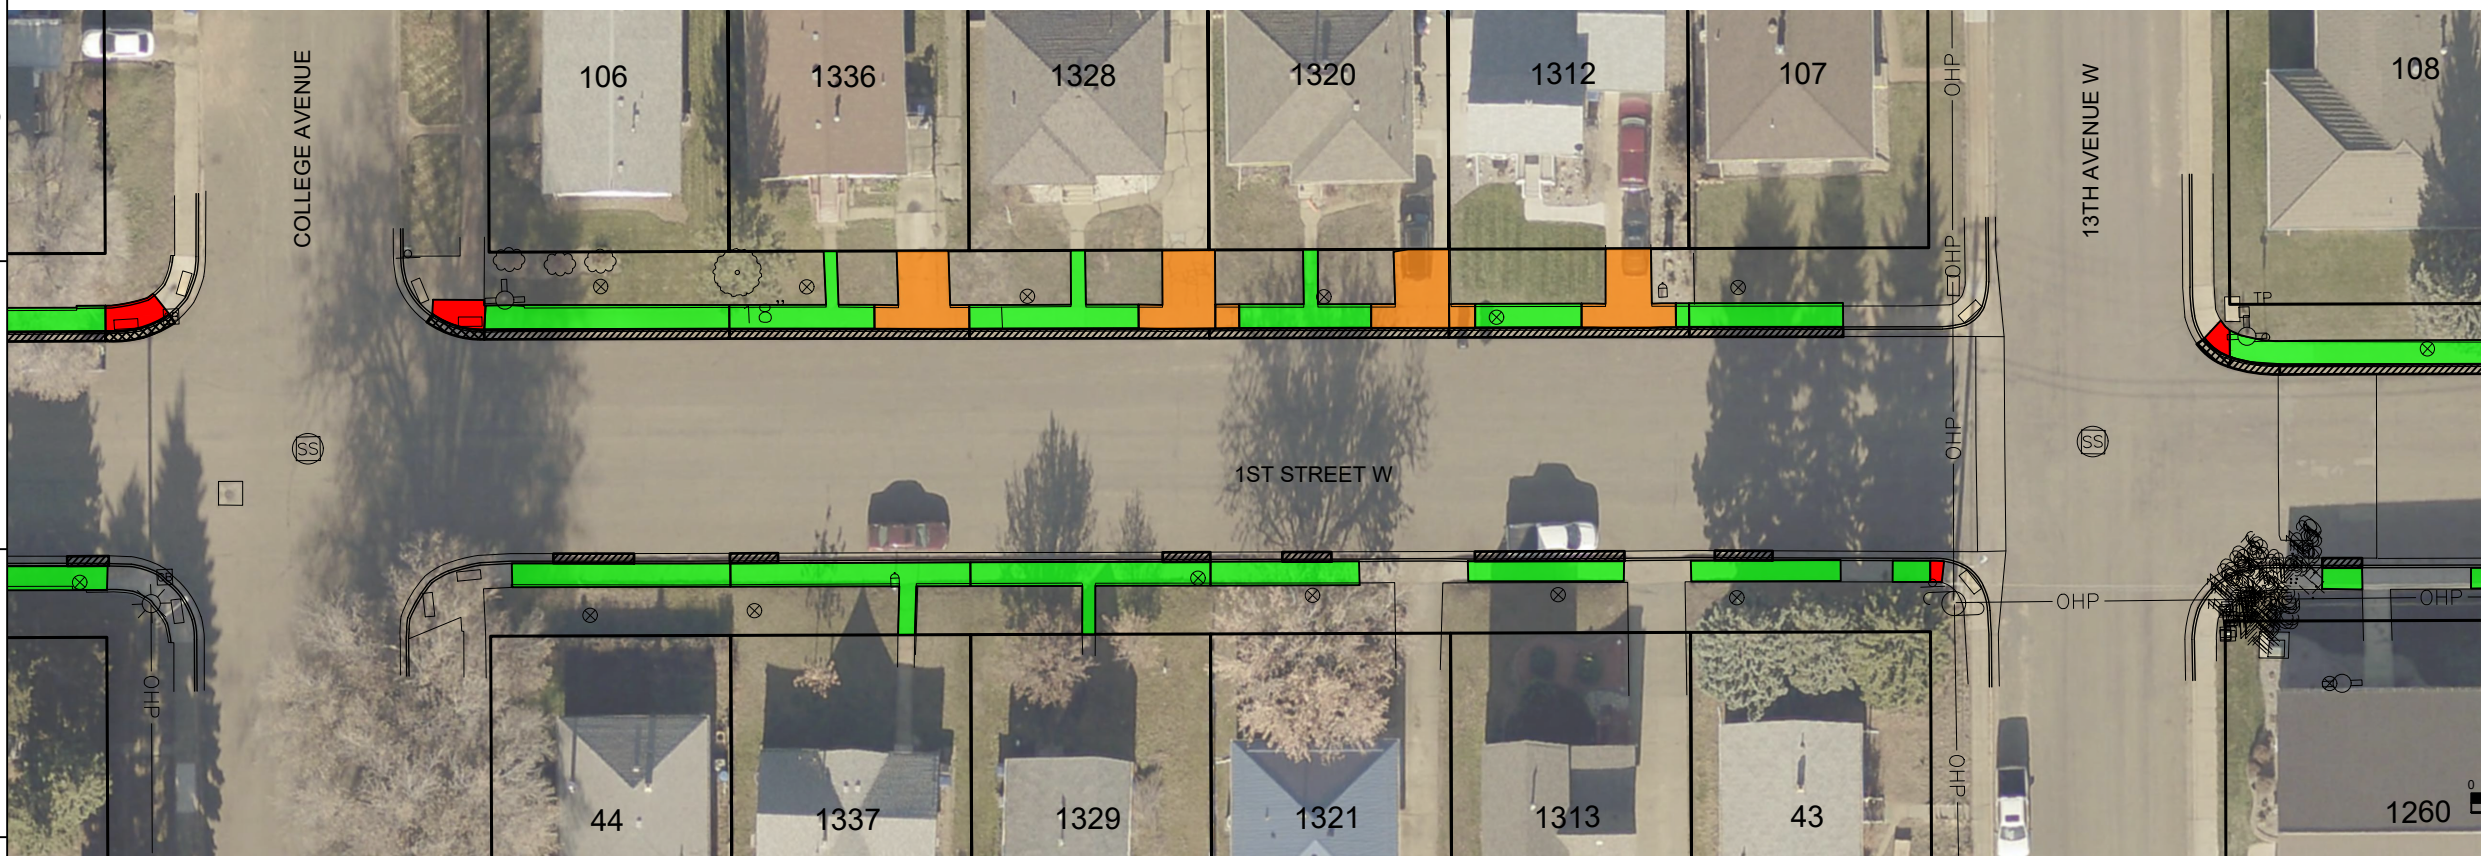 COLLEGE AVENUE
106
1336
1328
1320
1312
107
OHP
13TH AVENUE W
108
OHP
TP
18"
SS
1ST STREET W
OHP
SS
OHP
OHP
OHP
OHP
44
1337
1329
1321
1313
43
1260
0